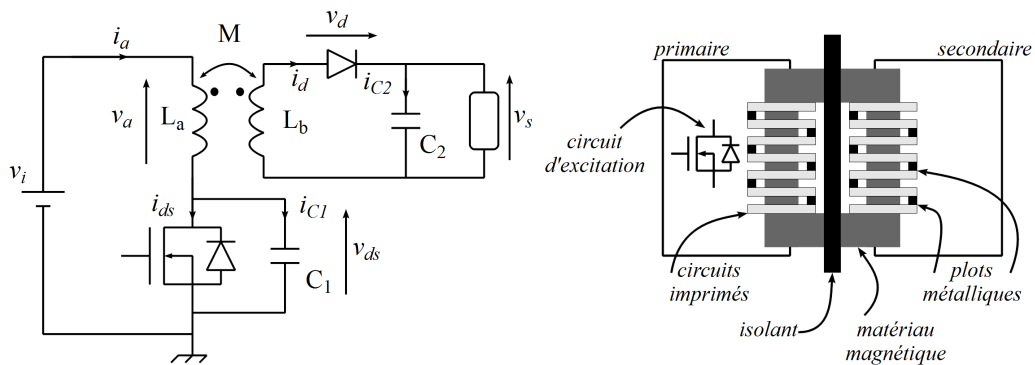 i_a
M
v_d
i_d
i_C2
v_a
L_a
L_b
C_2
v_s
v_i
i_ds
i_C1
v_ds
C_1
primaire
secondaire
circuit
d'excitation
circuits
imprimés
plots
métalliques
isolant
matériau
magnétique